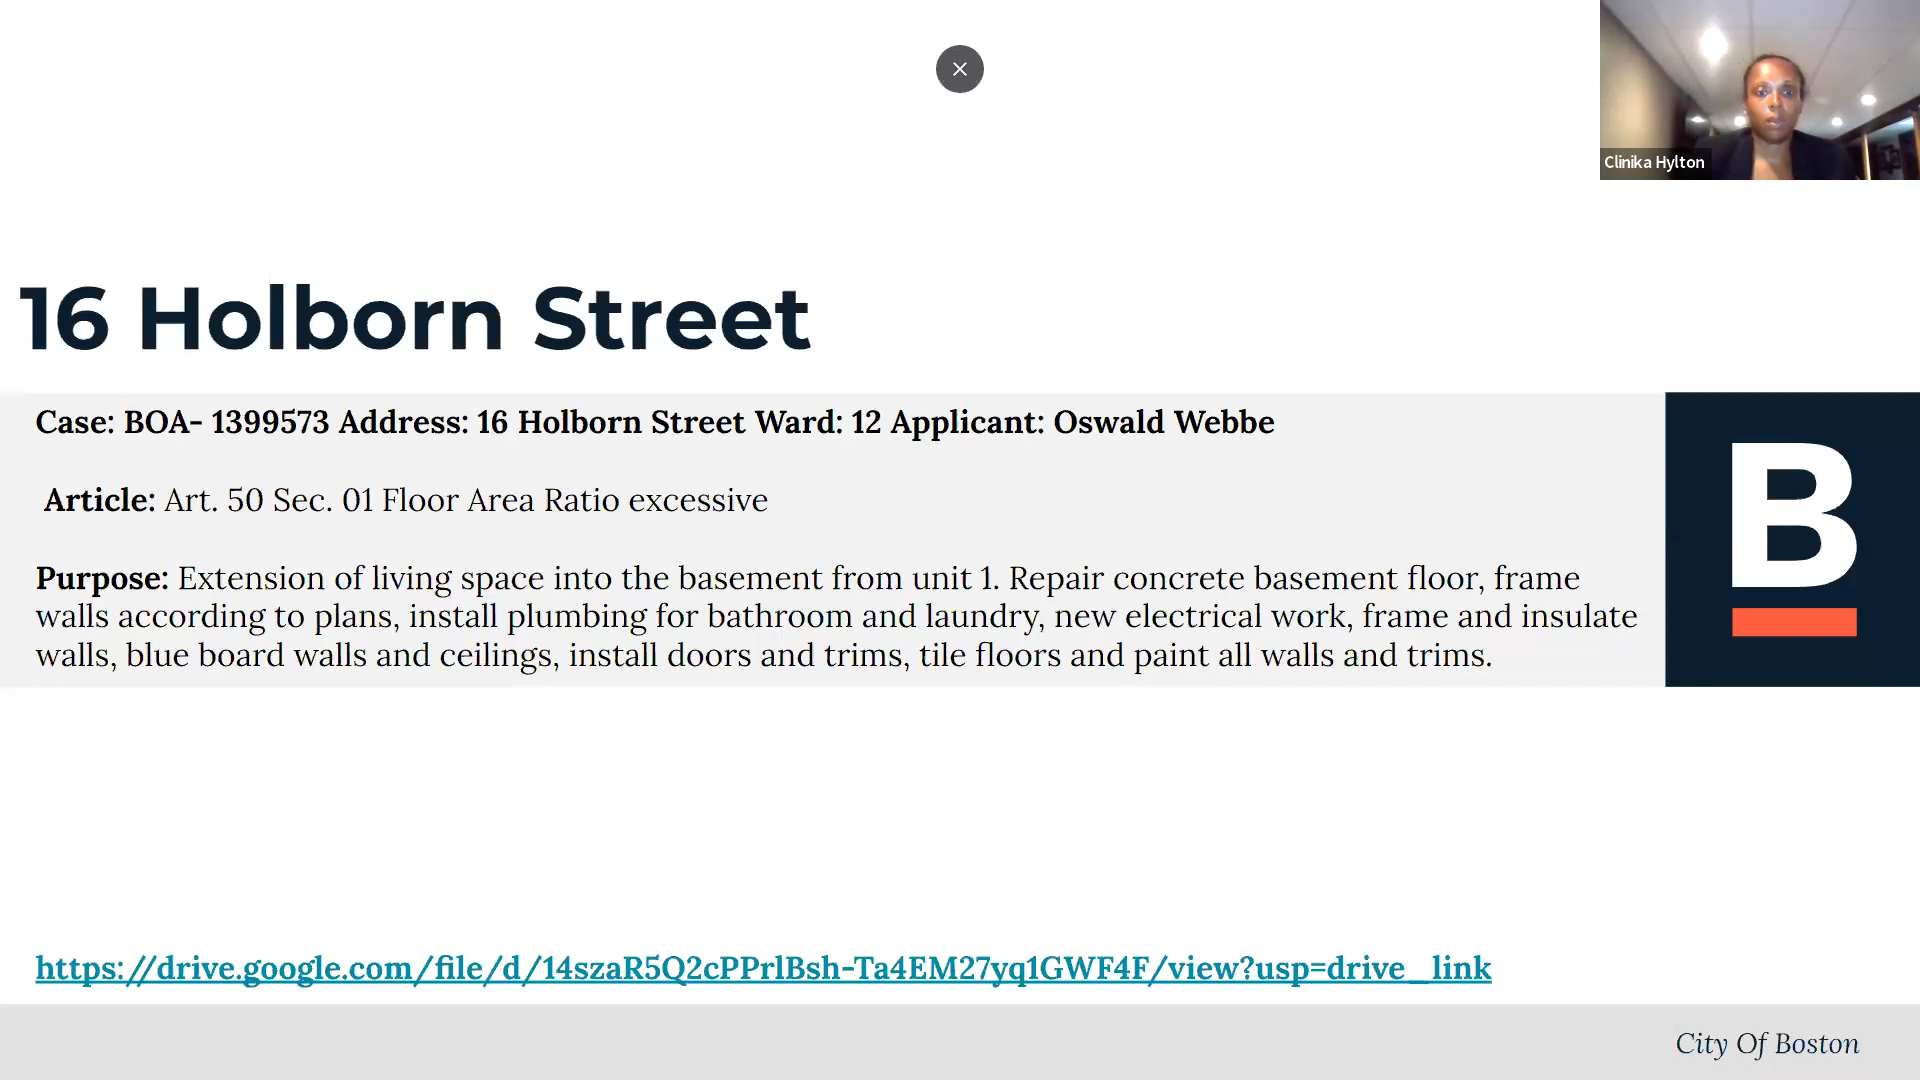 Clinika Hylton
16 Holborn Street
Case: BOA- 1399573 Address: 16 Holborn Street Ward: 12 Applicant: Oswald Webbe
Article: Art. 50 Sec. 01 Floor Area Ratio excessive
Purpose: Extension of living space into the basement from unit 1. Repair concrete basement floor, frame
walls according to plans, install plumbing for bathroom and laundry, new electrical work, frame and insulate
walls, blue board walls and ceilings, install doors and trims, tile floors and paint all walls and trims.
B
https://drive.google.com/file/d/14szaR5Q2cPPrlBsh-Ta4EM27yq1GWF4F/view?usp=drive_link
City Of Boston